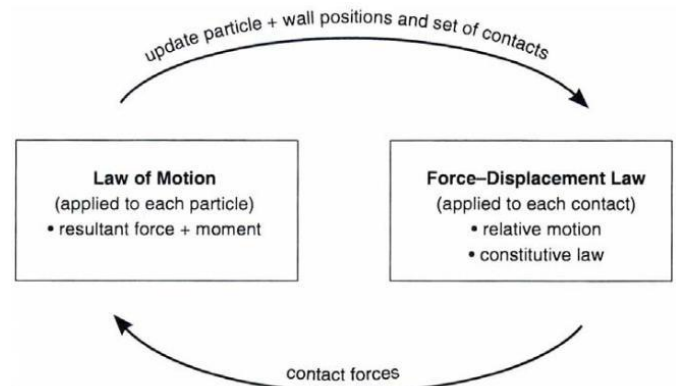 update particle + wall positions and set of contacts
Law of Motion
(applied to each particle)
• resultant force + moment
Force–Displacement Law
(applied to each contact)
• relative motion
• constitutive law
contact forces